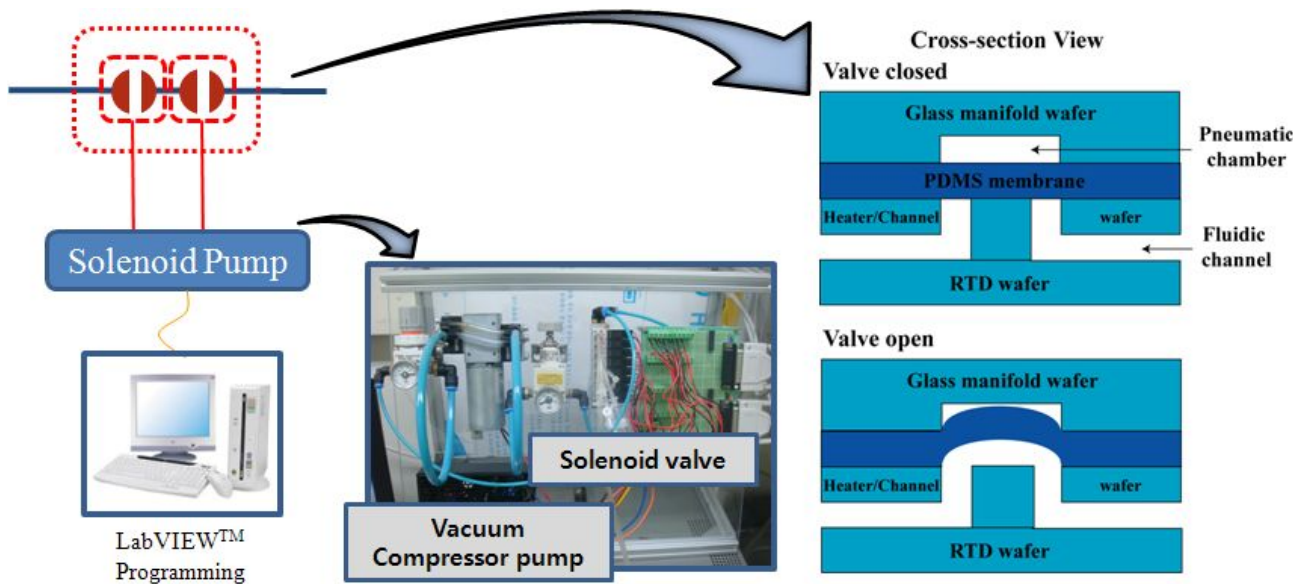 Solenoid Pump
LabVIEW™
Programming
Solenoid valve
Vacuum
Compressor pump
Cross-section View
Valve closed
Glass manifold wafer
Pneumatic
chamber
PDMS membrane
Heater/Channel
wafer
Fluidic
channel
RTD wafer
Valve open
Glass manifold wafer
Heater/Channel
wafer
RTD wafer